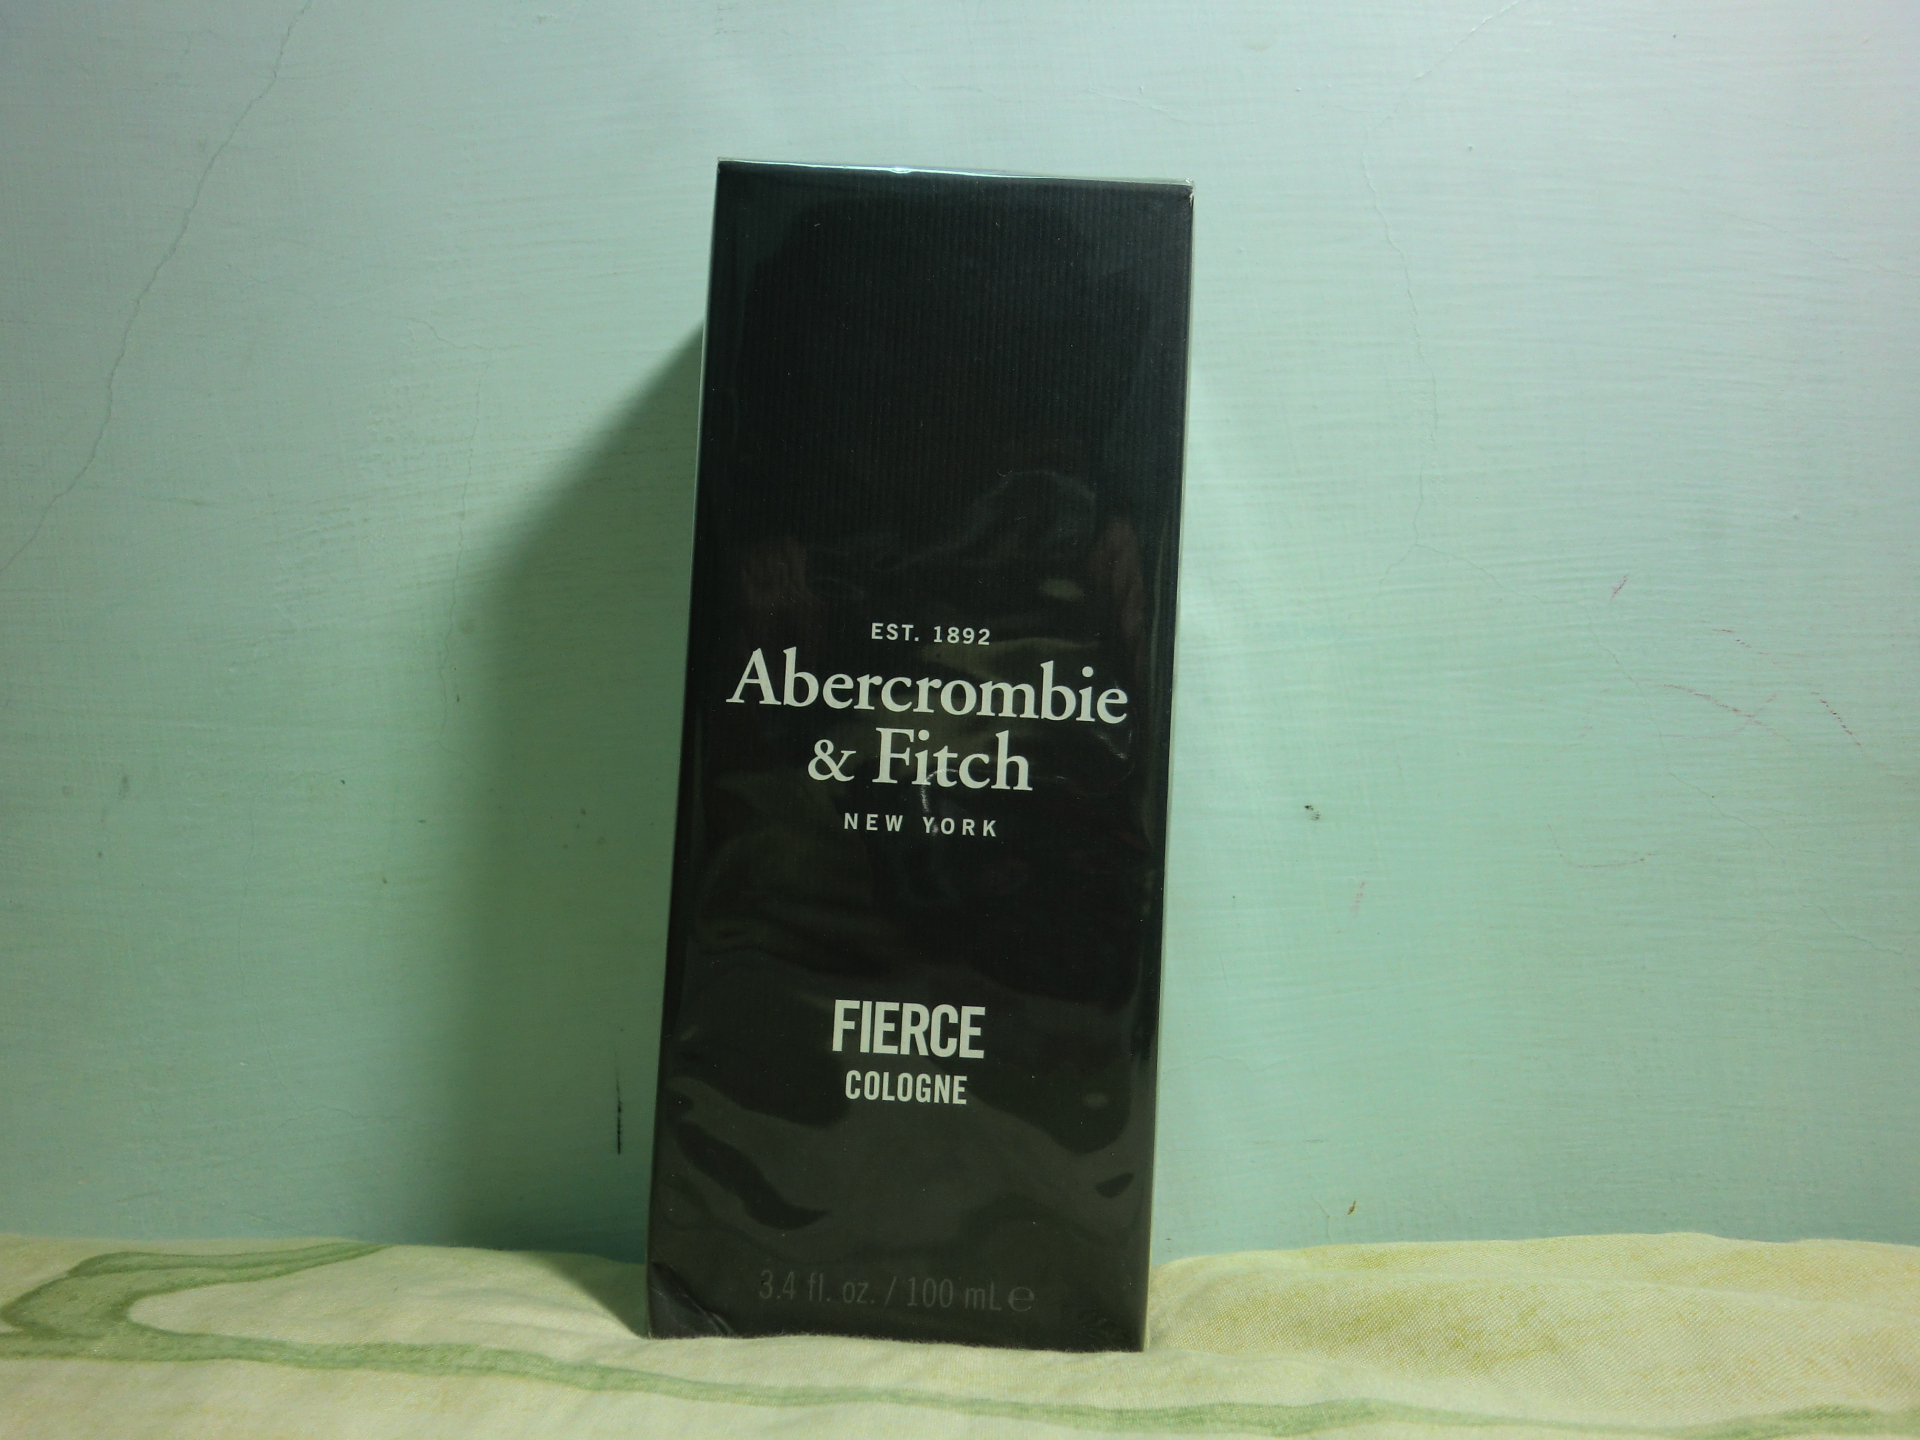 EST. 1892
Abercrombie
& Fitch
NEW YORK
FIERCE
COLOGNE
3.4 fl. oz. / 100 mL ℮